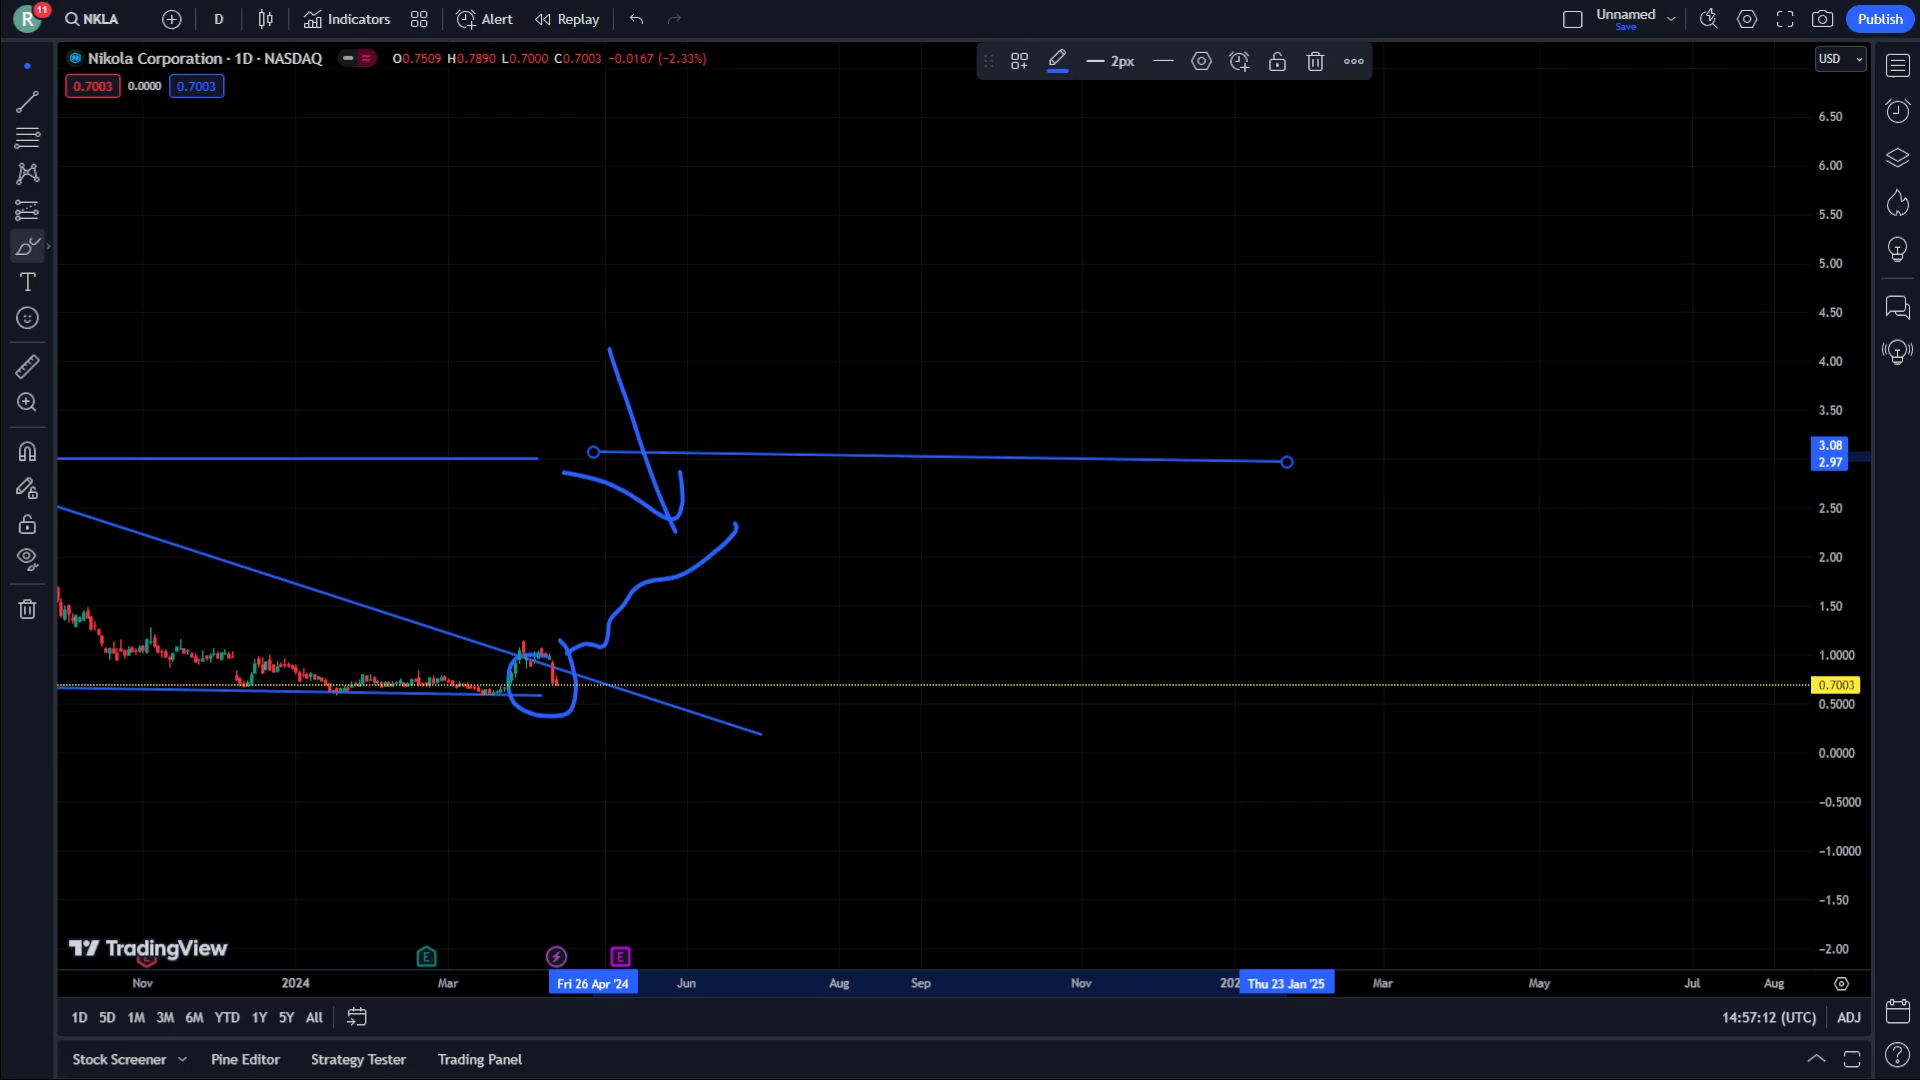 R 11 NKLA D Indicators Alert Replay Unnamed Save Publish
Nikola Corporation · 1D · NASDAQ O0.7509 H0.7890 L0.7000 C0.7003 −0.0167 (−2.33%) 2px USD
0.7003 0.0000 0.7003
6.50
6.00
5.50
5.00
4.50
4.00
3.50
3.08
2.97
2.50
2.00
1.50
1.0000
0.7003
0.5000
0.0000
−0.5000
−1.0000
−1.50
−2.00
TradingView
E E
Nov 2024 Mar Fri 26 Apr '24 Jun Aug Sep Nov 202 Thu 23 Jan '25 Mar May Jul Aug
1D 5D 1M 3M 6M YTD 1Y 5Y All 14:57:12 (UTC) ADJ
Stock Screener Pine Editor Strategy Tester Trading Panel